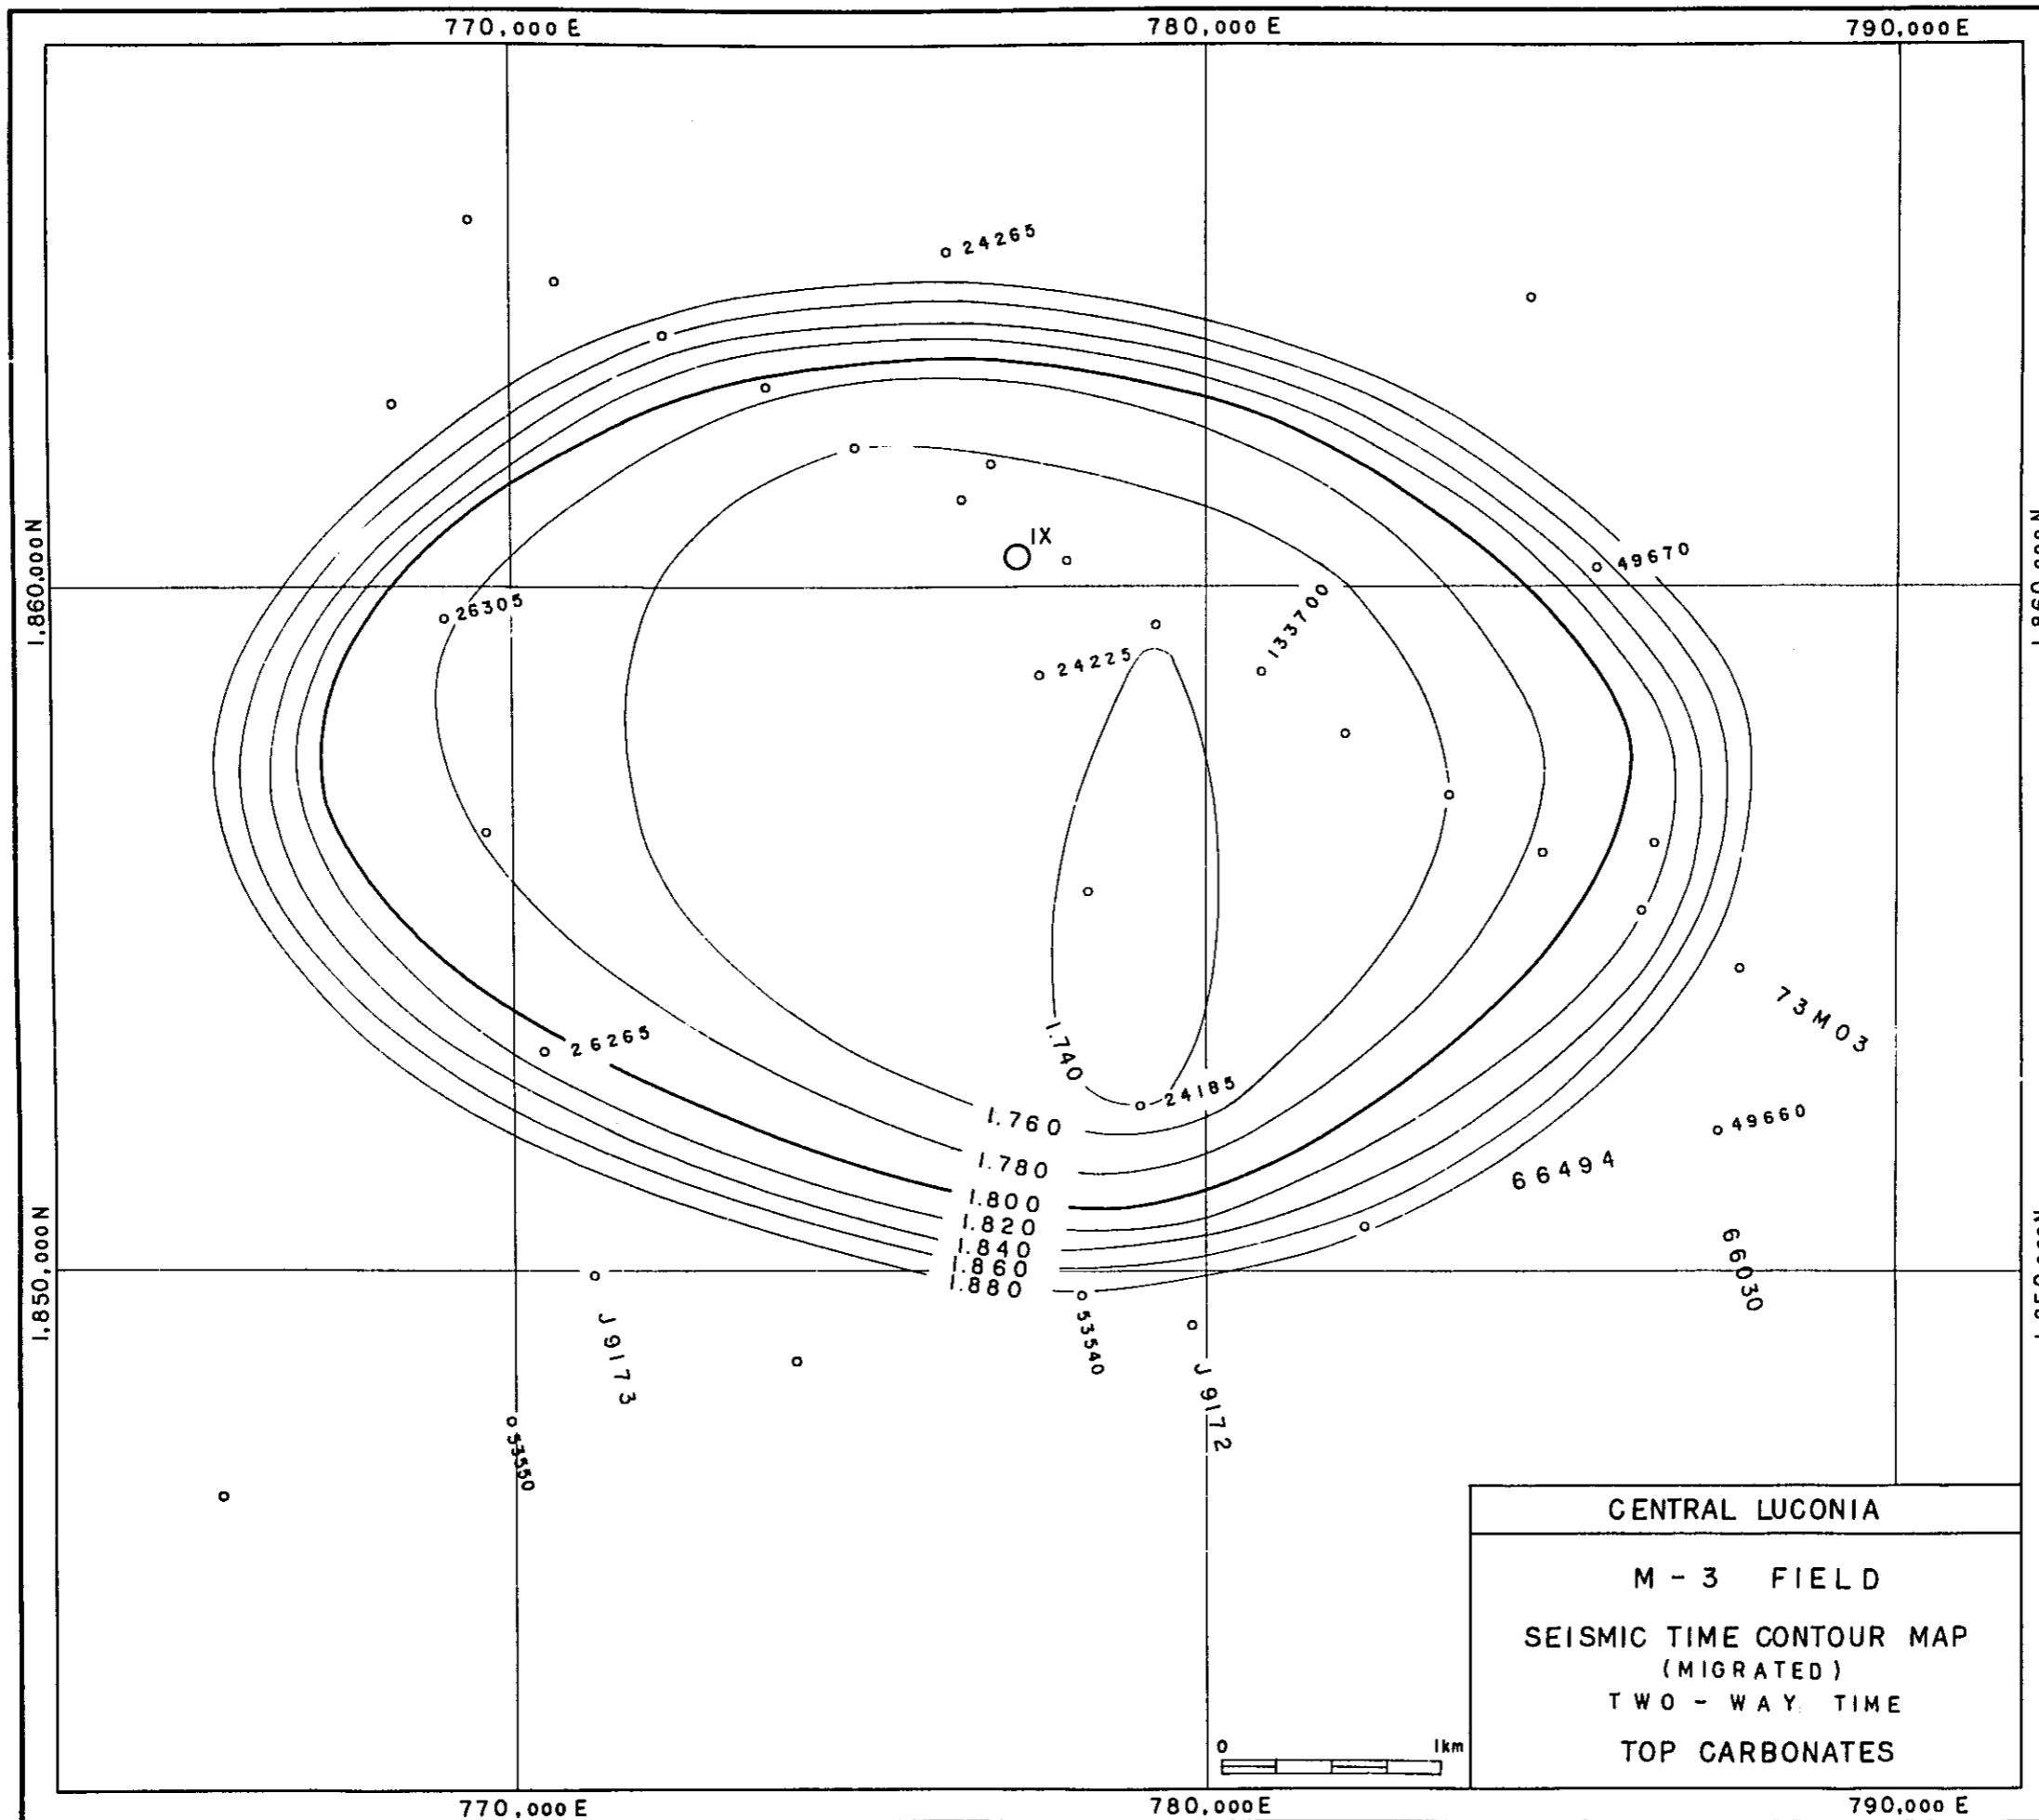 770,000 E
780,000 E
790,000 E
24265
1,860,000 N
IX
49670
26305
133700
24225
1.740
24185
26265
1.760
1.780
1.800
1.820
1.840
1.860
1.880
73M03
49660
66494
66030
1,850,000 N
53540
J 9173
J 9172
53550
CENTRAL LUCONIA
M - 3 FIELD
SEISMIC TIME CONTOUR MAP
(MIGRATED)
TWO - WAY TIME
TOP CARBONATES
0 1km
770,000 E
780,000 E
790,000 E